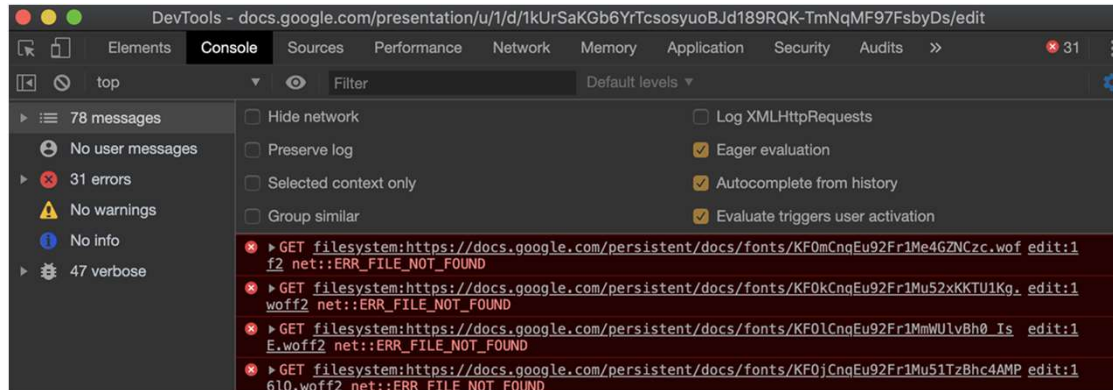 DevTools - docs.google.com/presentation/u/1/d/1kUrSaKGb6YrTcsosyuoBJd189RQK-TmNqMF97FsbyDs/edit
Elements Console Sources Performance Network Memory Application Security Audits » 31
top Filter Default levels ▼
78 messages
No user messages
31 errors
No warnings
No info
47 verbose
Hide network
Log XMLHttpRequests
Preserve log
Eager evaluation
Selected context only
Autocomplete from history
Group similar
Evaluate triggers user activation
GET filesystem:https://docs.google.com/persistent/docs/fonts/KFOmCnqEu92Fr1Me4GZNCzc.wof edit:1
f2 net::ERR_FILE_NOT_FOUND
GET filesystem:https://docs.google.com/persistent/docs/fonts/KFOkCnqEu92Fr1Mu52xKKTU1Kg. edit:1
woff2 net::ERR_FILE_NOT_FOUND
GET filesystem:https://docs.google.com/persistent/docs/fonts/KFOlCnqEu92Fr1MmWUlvBh0_Is edit:1
E.woff2 net::ERR_FILE_NOT_FOUND
GET filesystem:https://docs.google.com/persistent/docs/fonts/KFOjCnqEu92Fr1Mu51TzBhc4AMP edit:1
6lO.woff2 net::ERR_FILE_NOT_FOUND